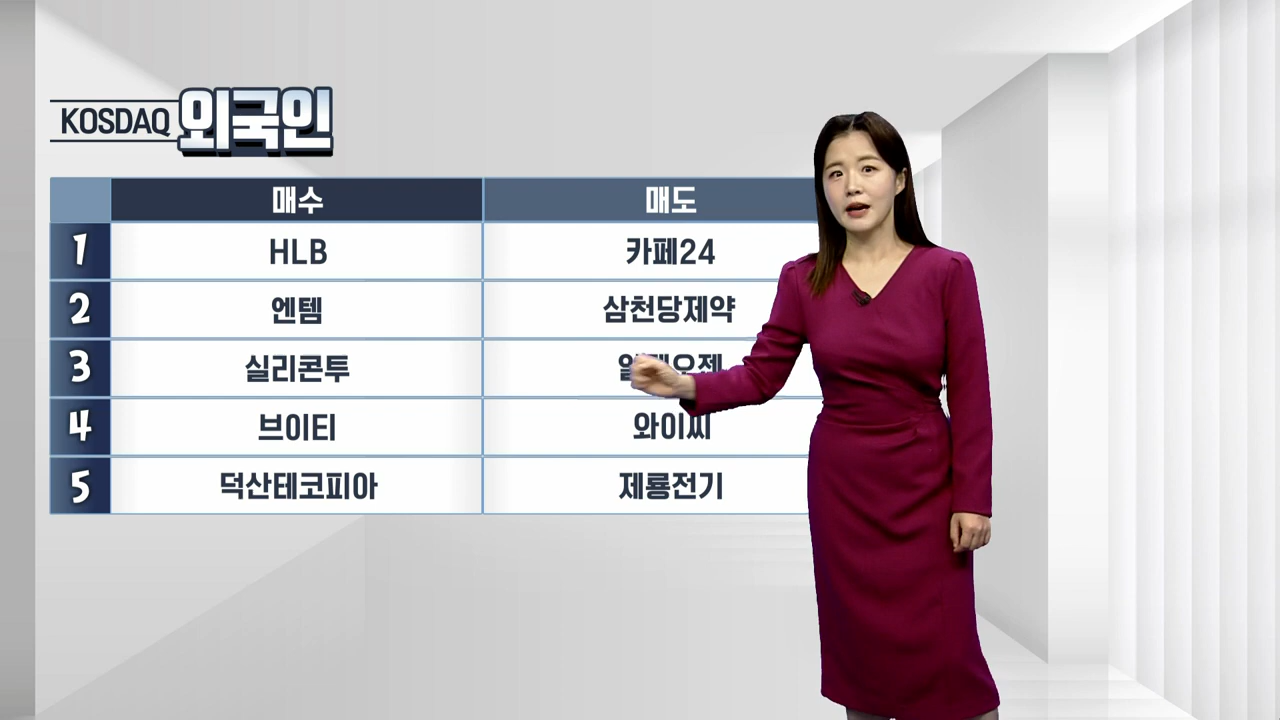 KOSDAQ 외국인
매수 매도
1 HLB 카페24
2 엔템 삼천당제약
3 실리콘투
4 브이티 와이씨
5 덕산테코피아 제룡전기